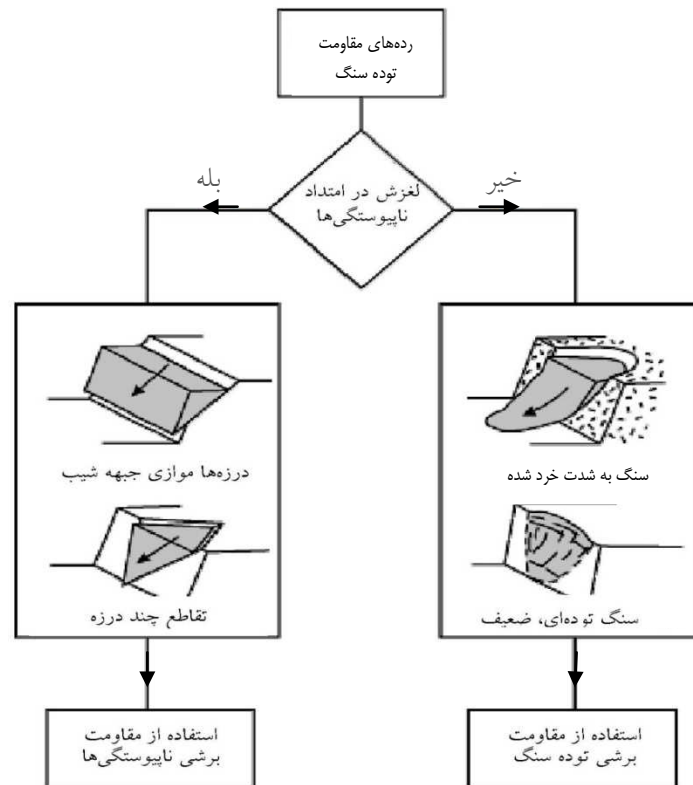 رده‌های مقاومت
توده سنگ
لغزش در امتداد
ناپیوستگی‌ها
خیر
بله
سنگ به شدت خرد شده
سنگ توده‌ای، ضعیف
درزه‌ها موازی جبهه شیب
تقاطع چند درزه
استفاده از مقاومت
برشی توده سنگ
استفاده از مقاومت
برشی ناپیوستگی‌ها